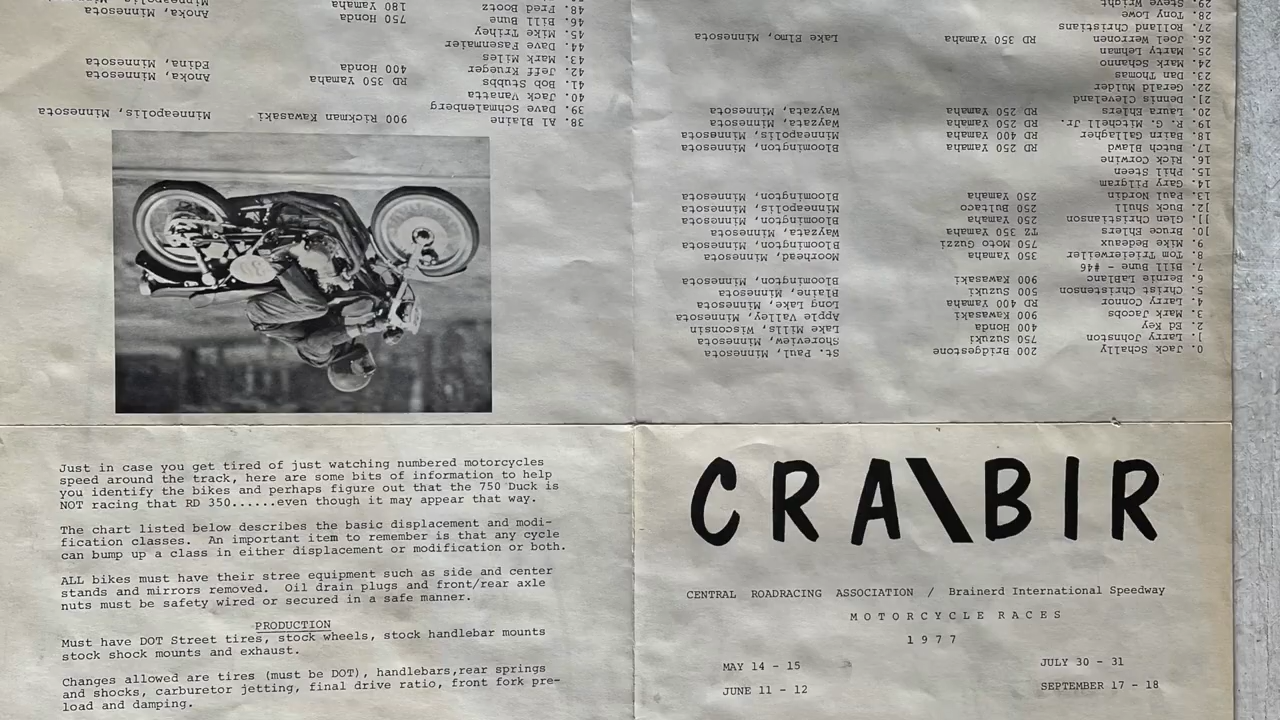 38. Al Blaine 900 Rickman Kawasaki Minneapolis, Minnesota
39. Dave Schmalenberg
40. Jack Vanatta
41. Bob Stubbs RD 350 Yamaha Anoka, Minnesota
42. Jeff Krueger 400 Honda Edina, Minnesota
43. Mark Miles
44. Dave Fasenmaier
45. Mike Trihey
46. Bill Bune 750 Honda Anoka, Minnesota
48. Fred Bootz 180 Yamaha Minneapolis, Minnesota
0. Jack Schally 200 Bridgestone St. Paul, Minnesota
1. Larry Johnston 750 Suzuki Shoreview, Minnesota
2. Ed Key 400 Honda Lake Mills, Wisconsin
3. Mark Jacobs 900 Kawasaki Apple Valley, Minnesota
4. Larry Connor RD 400 Yamaha Long Lake, Minnesota
5. Christ Christenson 500 Suzuki Blaine, Minnesota
6. Bernie LaBlanc 900 Kawasaki Bloomington, Minnesota
7. Bill Bune - #46
8. Tom Trieterweiler 350 Yamaha Moorhead, Minnesota
9. Mike Bedeaux 750 Moto Guzzi Bloomington, Minnesota
10. Bruce Ehlers TZ 350 Yamaha Wayzata, Minnesota
11. Glen Christianson 250 Yamaha Bloomington, Minnesota
12. Buck Shull 250 Bultaco Minneapolis, Minnesota
13. Paul Nordin 250 Yamaha Bloomington, Minnesota
14. Gary Pilgram
15. Phil Steen
16. Rick Corwine
17. Butch Blawd RD 250 Yamaha Bloomington, Minnesota
18. Bairn Gallagher RD 400 Yamaha Minneapolis, Minnesota
19. R. G. Mitchell Jr. RD 250 Yamaha Wayzata, Minnesota
20. Laura Ehlers RD 250 Yamaha Wayzata, Minnesota
21. Dennis Cleveland
22. Gerald Mulder
23. Dan Thomas
24. Mark Schanno
25. Marty Lehman
26. Joel Werronen RD 350 Yamaha Lake Elmo, Minnesota
27. Rolland Christians
28. Tony Lowe
29. Steve Wright
Just in case you get tired of just watching numbered motorcycles
speed around the track, here are some bits of information to help
you identify the bikes and perhaps figure out that the 750 Duck is
NOT racing that RD 350......even though it may appear that way.
The chart listed below describes the basic displacement and modi-
fication classes. An important item to remember is that any cycle
can bump up a class in either displacement or modification or both.
ALL bikes must have their stree equipment such as side and center
stands and mirrors removed. Oil drain plugs and front/rear axle
nuts must be safety wired or secured in a safe manner.
PRODUCTION
Must have DOT Street tires, stock wheels, stock handlebar mounts
stock shock mounts and exhaust.
Changes allowed are tires (must be DOT), handlebars,rear springs
and shocks, carburetor jetting, final drive ratio, front fork pre-
load and damping.
CRA\BIR
CENTRAL ROADRACING ASSOCIATION / Brainerd International Speedway
MOTORCYCLE RACES
1977
MAY 14 - 15 JULY 30 - 31
JUNE 11 - 12 SEPTEMBER 17 - 18